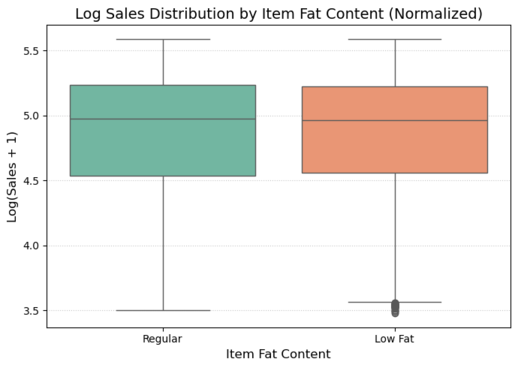 Log Sales Distribution by Item Fat Content (Normalized)
Log(Sales + 1)
5.5
5.0
4.5
4.0
3.5
Regular
Low Fat
Item Fat Content